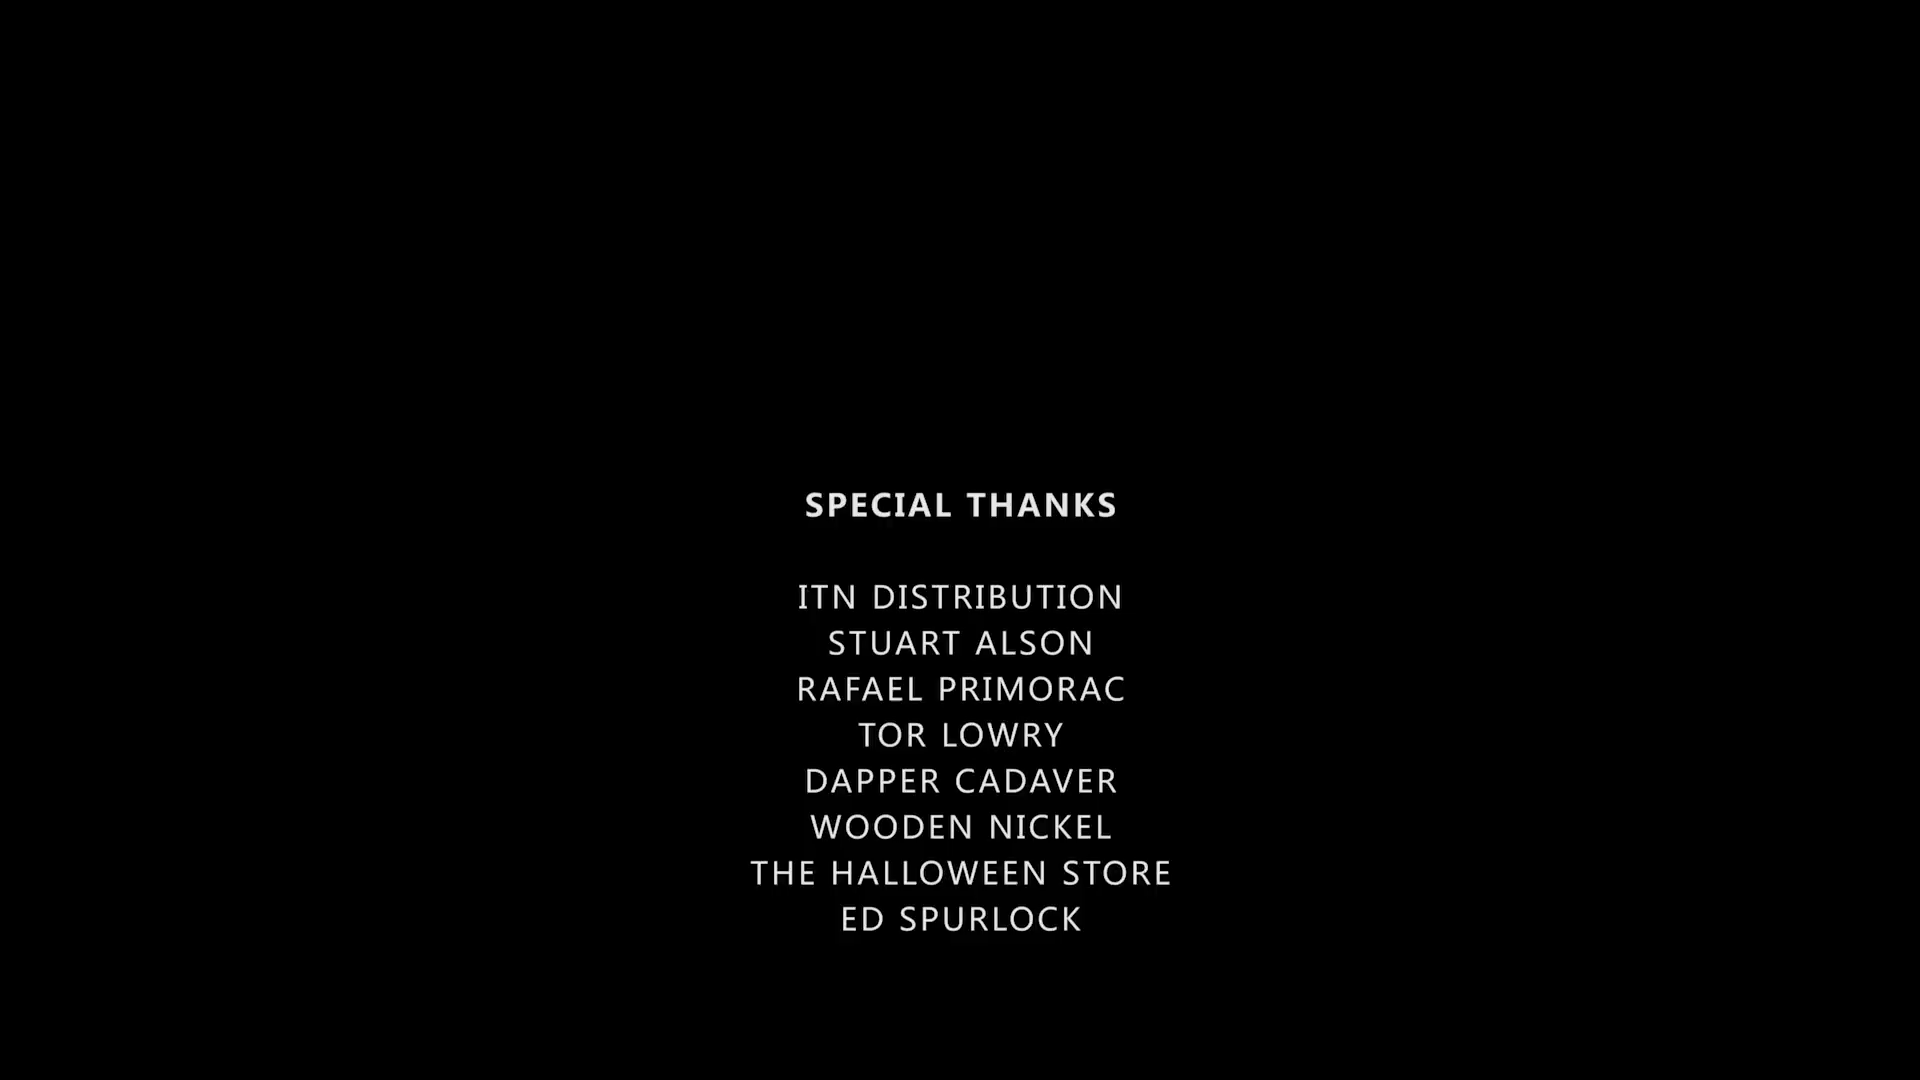 SPECIAL THANKS
ITN DISTRIBUTION
STUART ALSON
RAFAEL PRIMORAC
TOR LOWRY
DAPPER CADAVER
WOODEN NICKEL
THE HALLOWEEN STORE
ED SPURLOCK